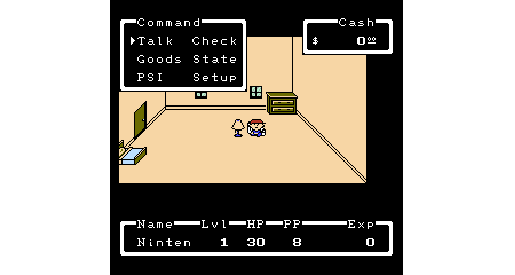 Command
Talk Check
Goods State
PSI Setup
Cash
$ 0.00
Name Lvl HP PP Exp
Ninten 1 30 8 0